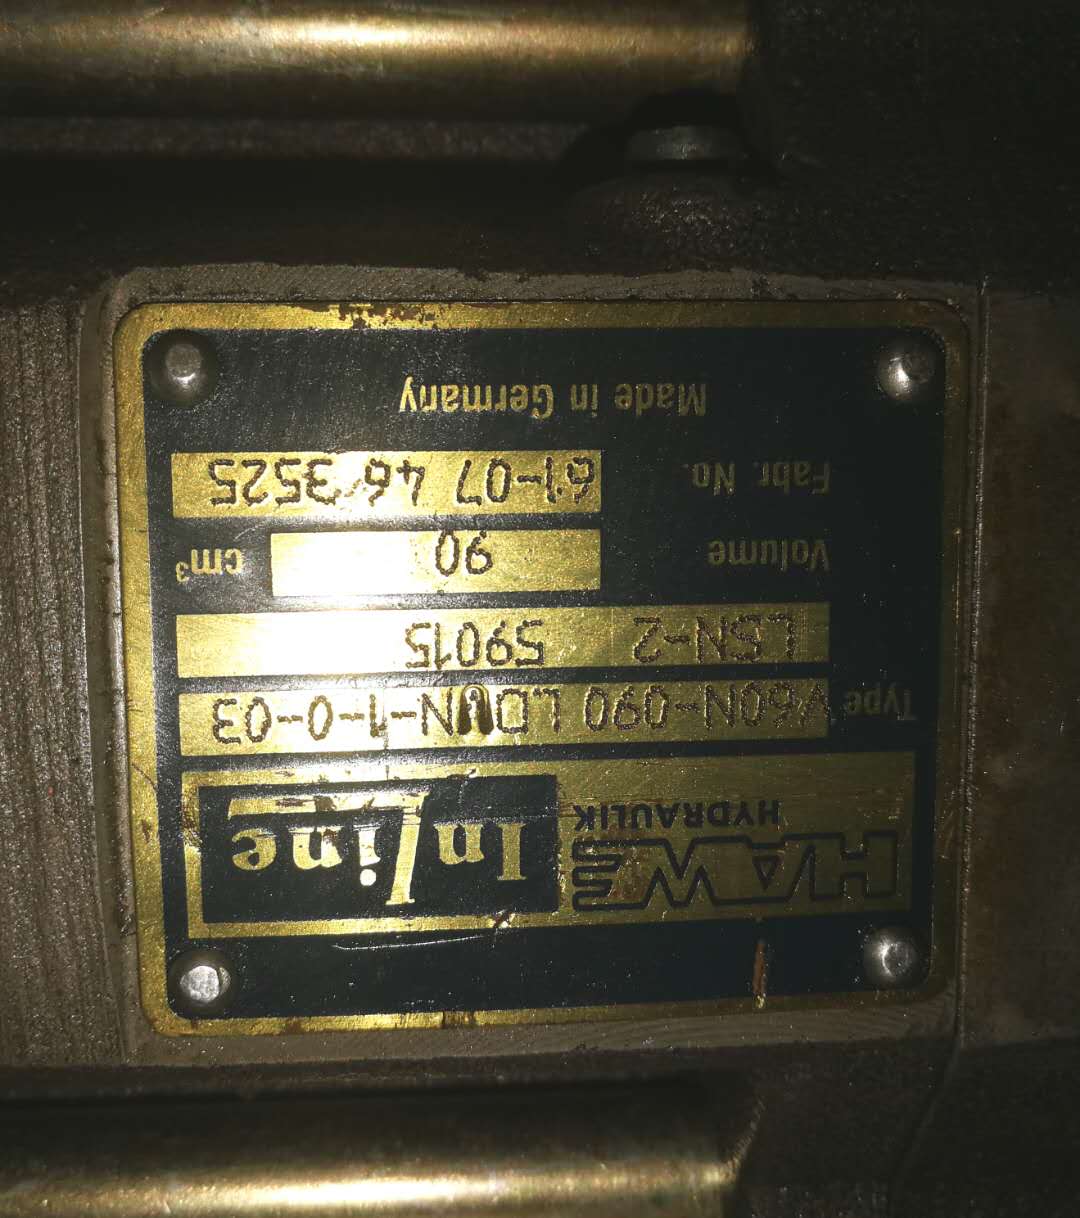 HAWE HYDRAULIK InLine
Type V60N-090 LDUN-1-0-03
LSN-2 59015
Volume 90 cm³
Fabr. No. 61-07 46 3525
Made in Germany